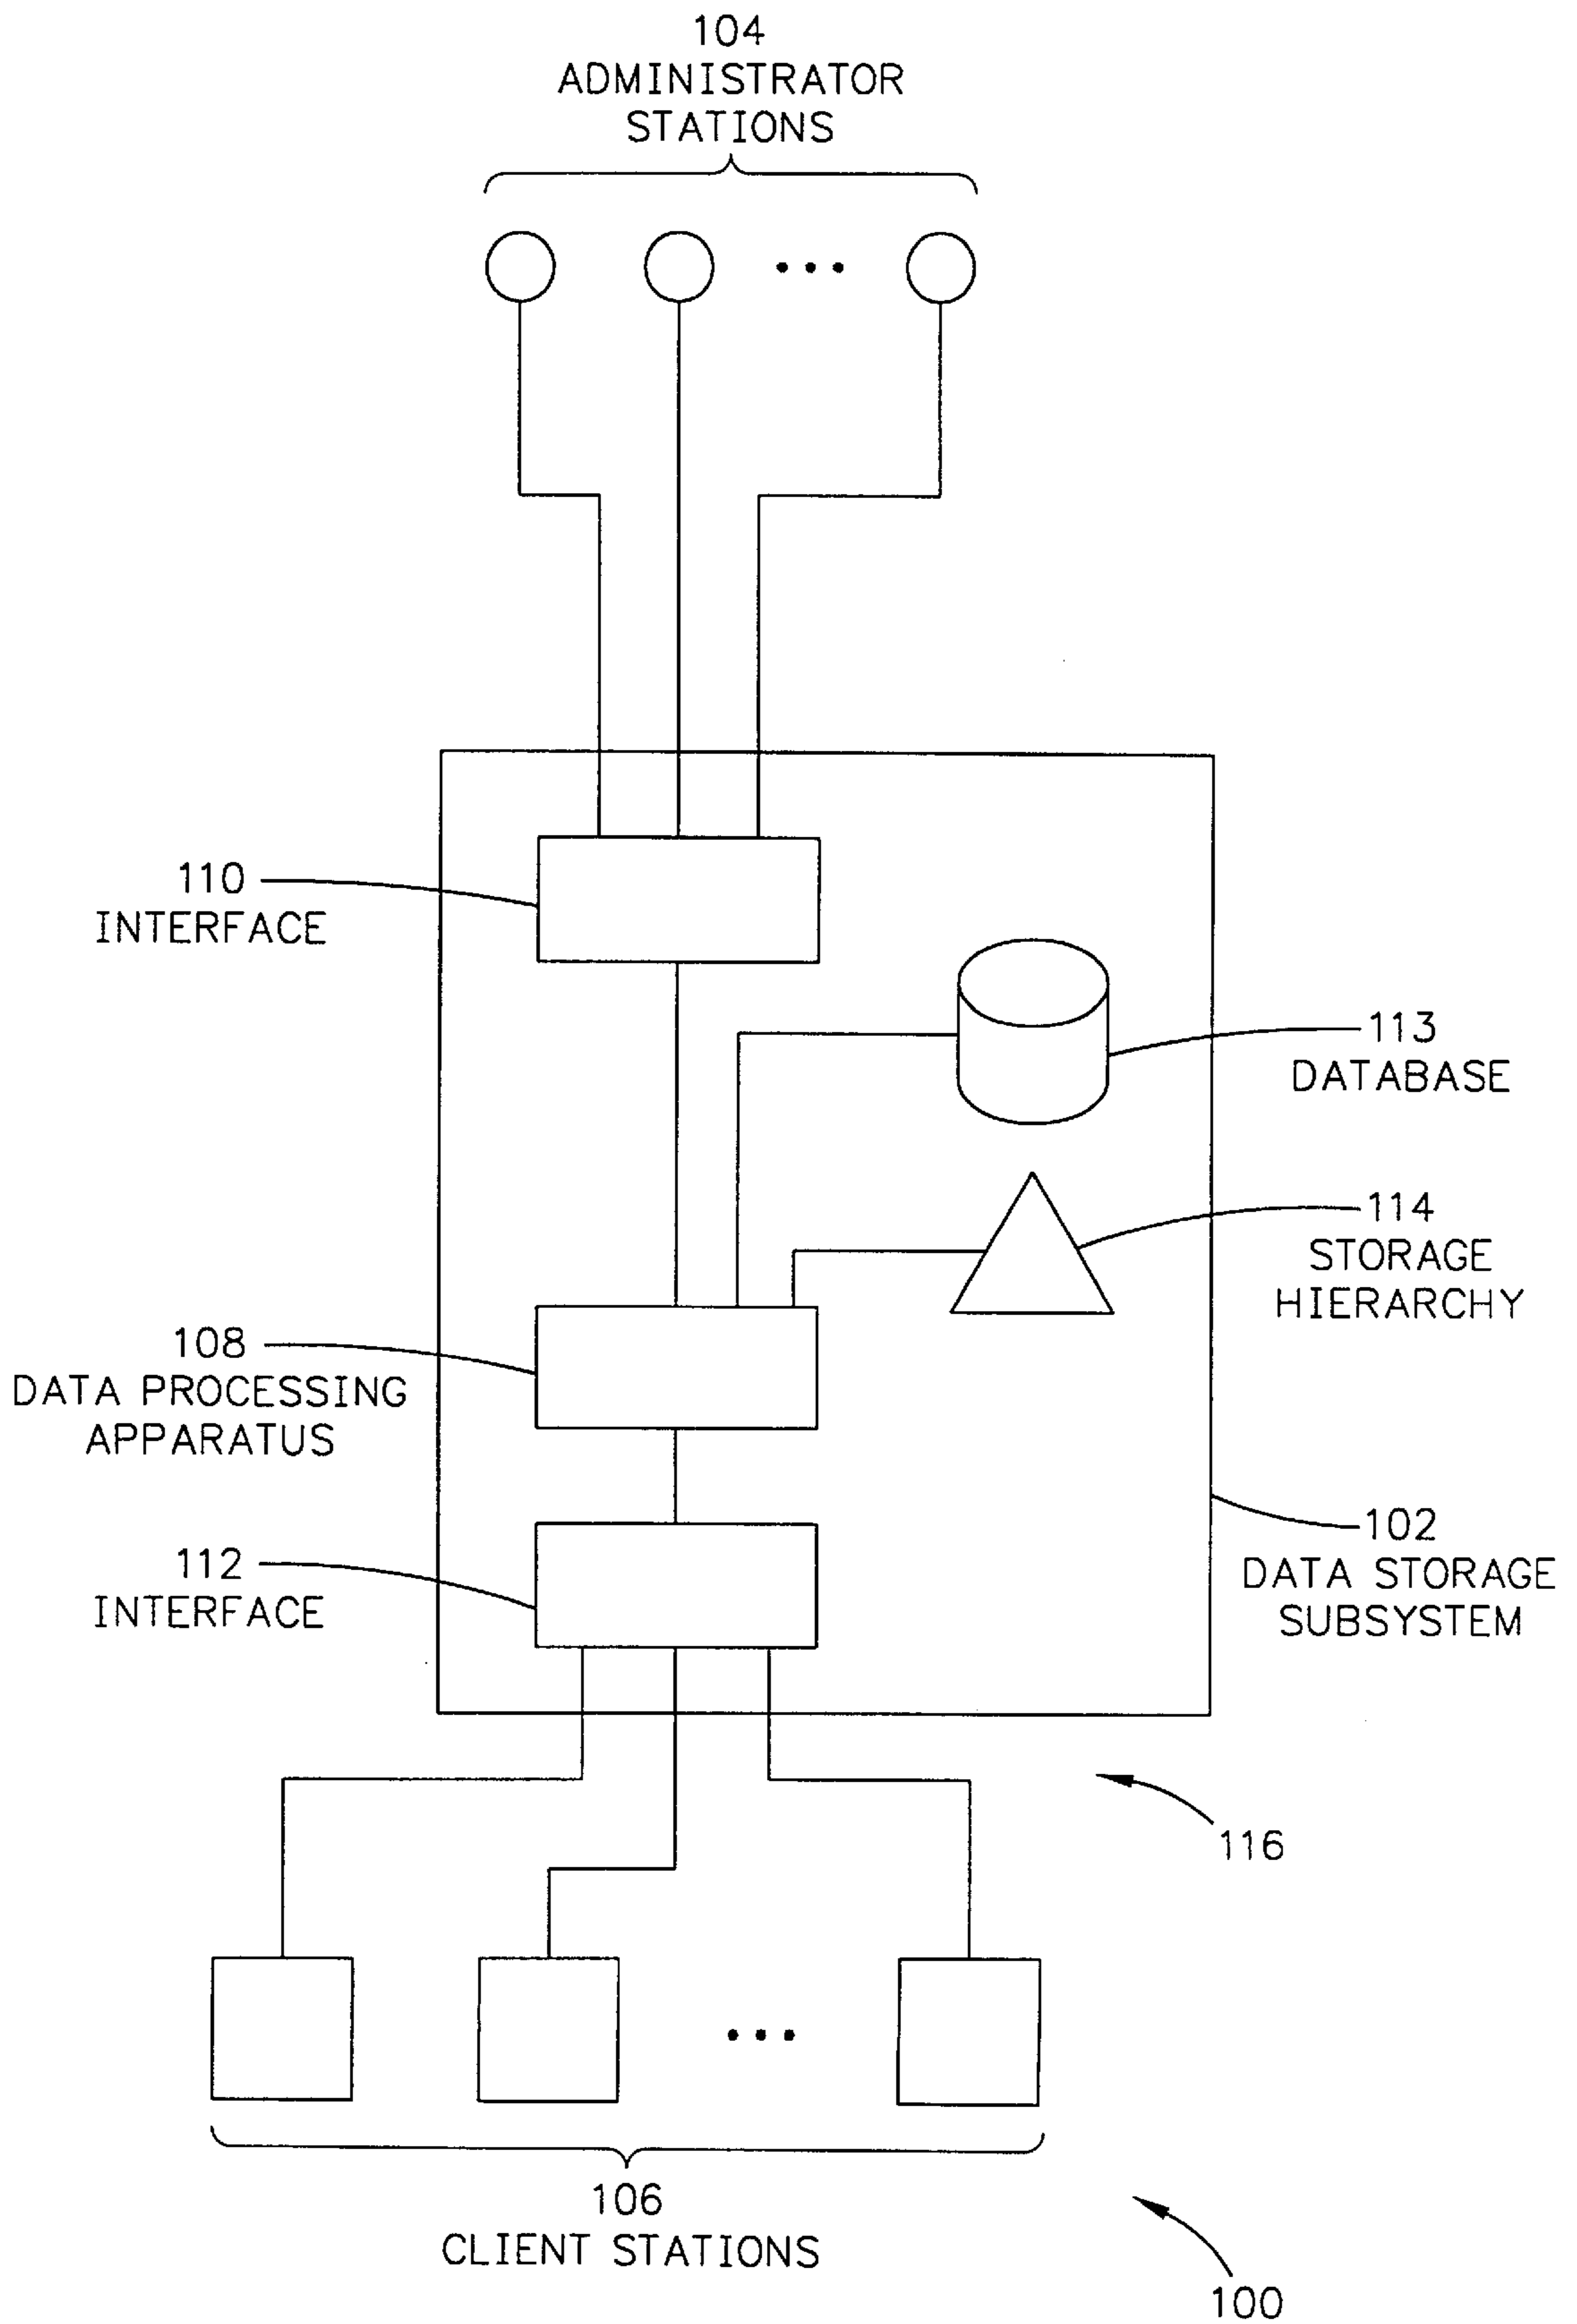 104
ADMINISTRATOR
STATIONS
110
INTERFACE
113
DATABASE
114
STORAGE
HIERARCHY
108
DATA PROCESSING
APPARATUS
102
DATA STORAGE
SUBSYSTEM
112
INTERFACE
116
106
CLIENT STATIONS
100